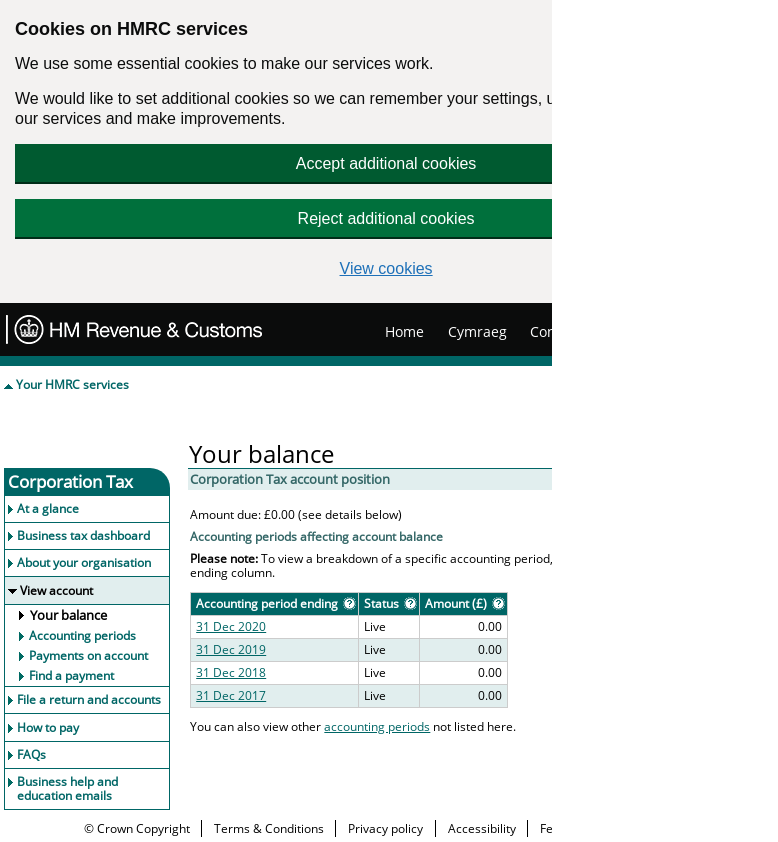 Cookies on HMRC services
We use some essential cookies to make our services work.
We would like to set additional cookies so we can remember your settings,
our services and make improvements.
Accept additional cookies
Reject additional cookies
View cookies
HM Revenue & Customs
Home Cymraeg
Your HMRC services
Your balance
Corporation Tax
Corporation Tax account position
At a glance
Business tax dashboard
About your organisation
View account
Your balance
Accounting periods
Payments on account
Find a payment
File a return and accounts
How to pay
FAQs
Business help and
education emails
Amount due: £0.00 (see details below)
Accounting periods affecting account balance
Please note: To view a breakdown of a specific accounting period,
ending column.
Accounting period ending ? Status ? Amount (£) ?
31 Dec 2020 Live 0.00
31 Dec 2019 Live 0.00
31 Dec 2018 Live 0.00
31 Dec 2017 Live 0.00
You can also view other accounting periods not listed here.
© Crown Copyright Terms & Conditions Privacy policy Accessibility